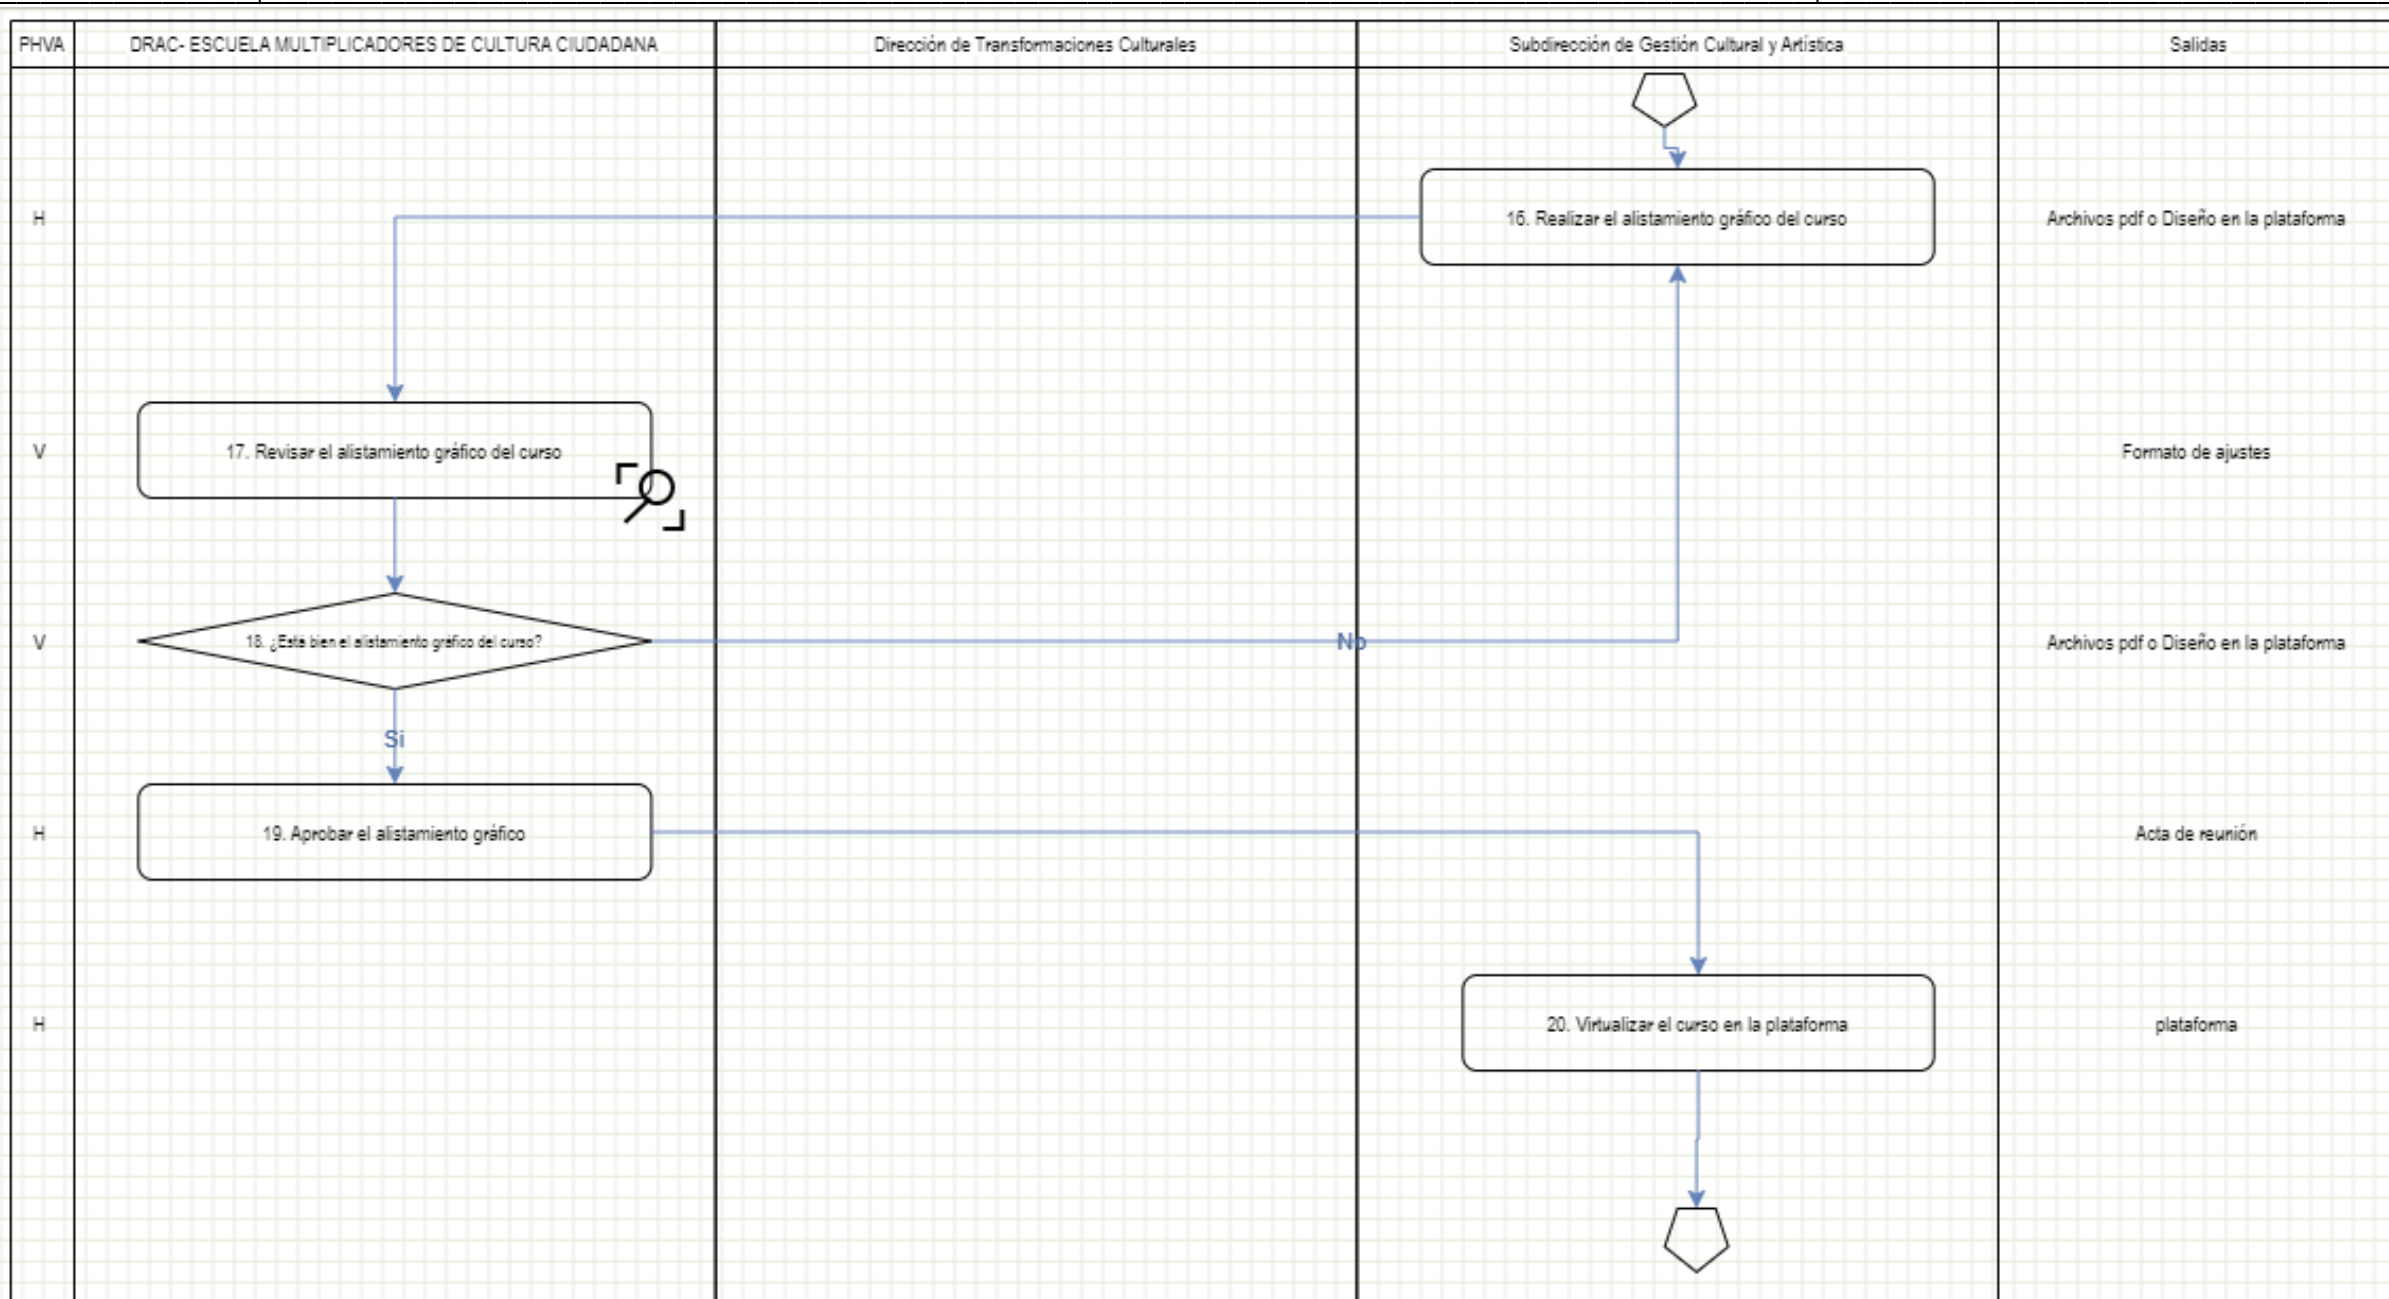 PHVA
DRAC- ESCUELA MULTIPLICADORES DE CULTURA CIUDADANA
Dirección de Transformaciones Culturales
Subdirección de Gestión Cultural y Artística
Salidas
H
16. Realizar el alistamiento gráfico del curso
Archivos pdf o Diseño en la plataforma
V
17. Revisar el alistamiento gráfico del curso
Formato de ajustes
V
18. ¿Está bien el alistamiento gráfico del curso?
No
Archivos pdf o Diseño en la plataforma
Si
H
19. Aprobar el alistamiento gráfico
Acta de reunión
H
20. Virtualizar el curso en la plataforma
plataforma